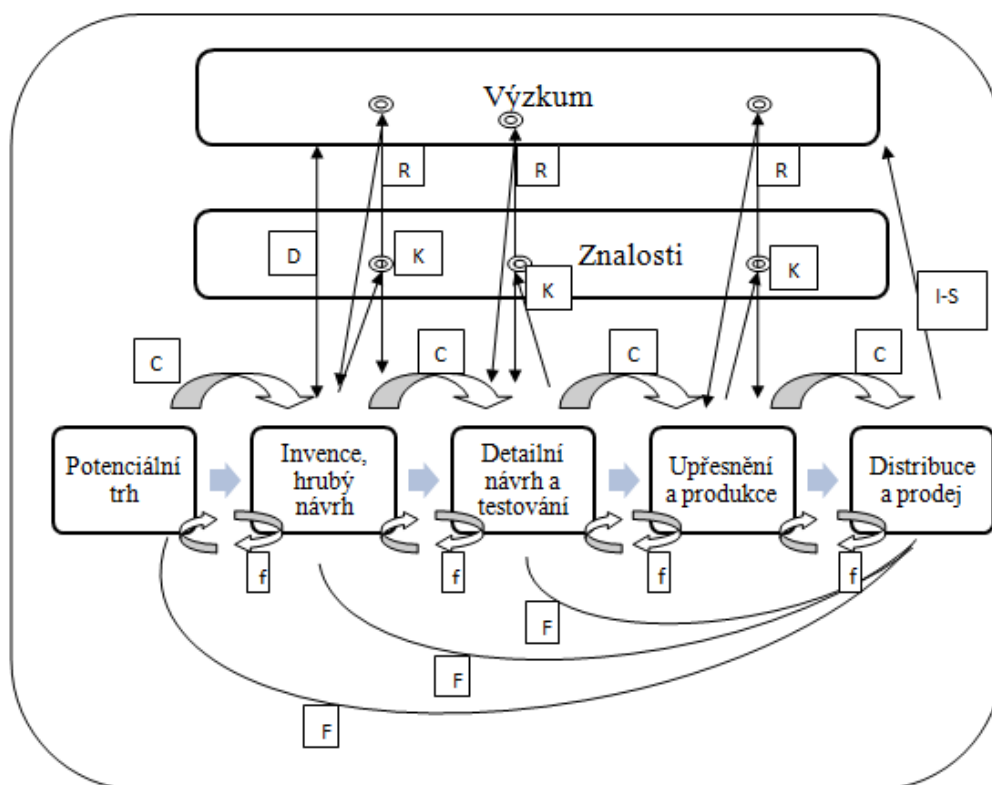 Výzkum
R
R
R
D
K
Znalosti
K
K
I-S
C
C
C
C
Potenciální
trh
Invence,
hrubý
návrh
Detailní
návrh a
testování
Upřesnění
a produkce
Distribuce
a prodej
f
f
f
f
F
F
F